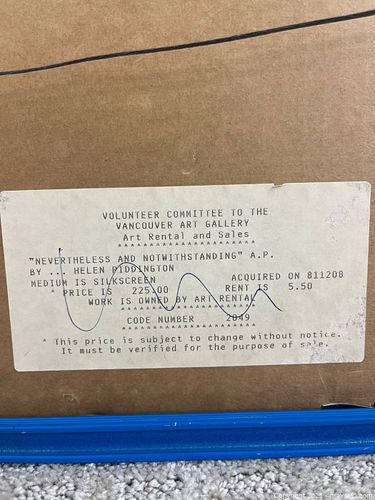 VOLUNTEER COMMITTEE TO THE
VANCOUVER ART GALLERY
Art Rental and Sales
"NEVERTHELESS AND NOTWITHSTANDING" A.P.
BY ... HELEN PIDDINGTON
MEDIUM IS SILKSCREEN ACQUIRED ON 811208
* PRICE IS 225.00 RENT IS 5.50
WORK IS OWNED BY ART RENTAL
CODE NUMBER 2049
* This price is subject to change without notice.
It must be verified for the purpose of sale.